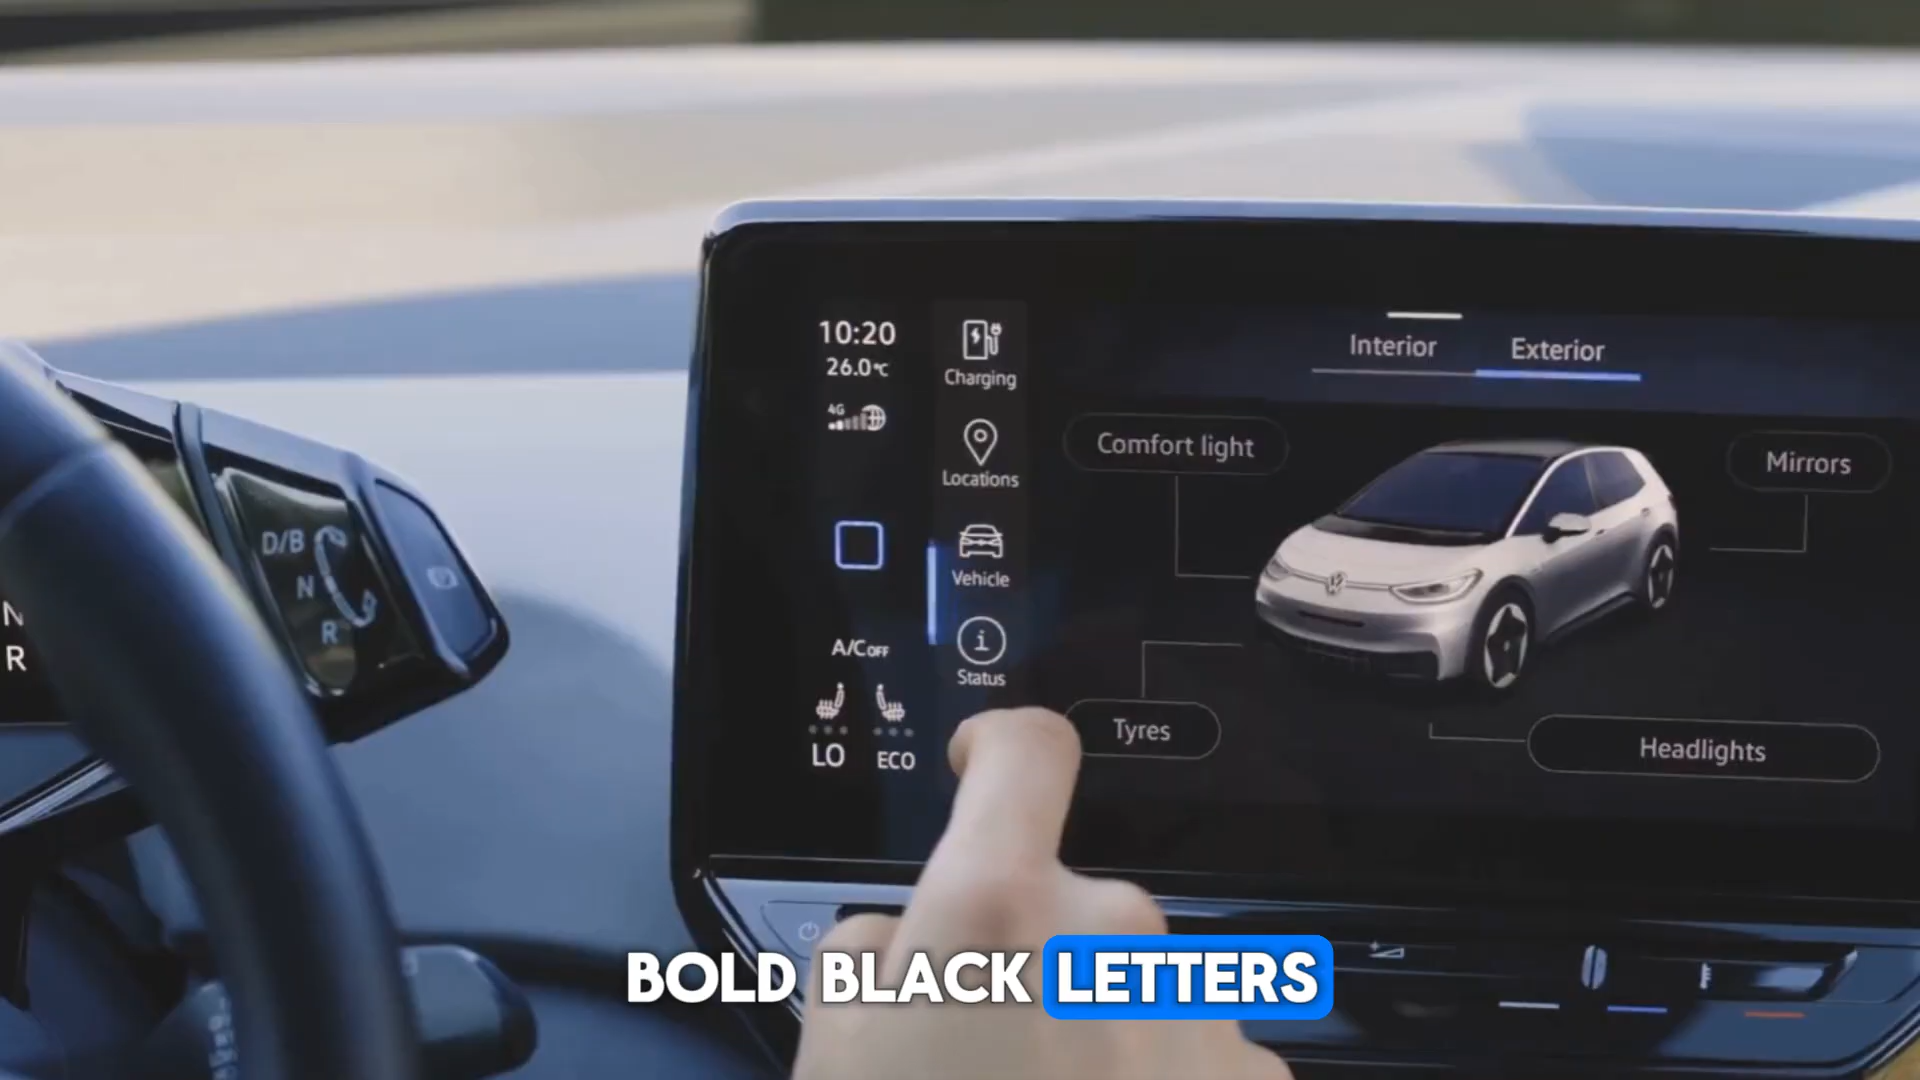 10:20
26.0°C
4G
A/C OFF
LO
ECO
Charging
Locations
Vehicle
Status
Interior
Exterior
Comfort light
Mirrors
Tyres
Headlights
D/B
N
R
N
R
BOLD BLACK LETTERS